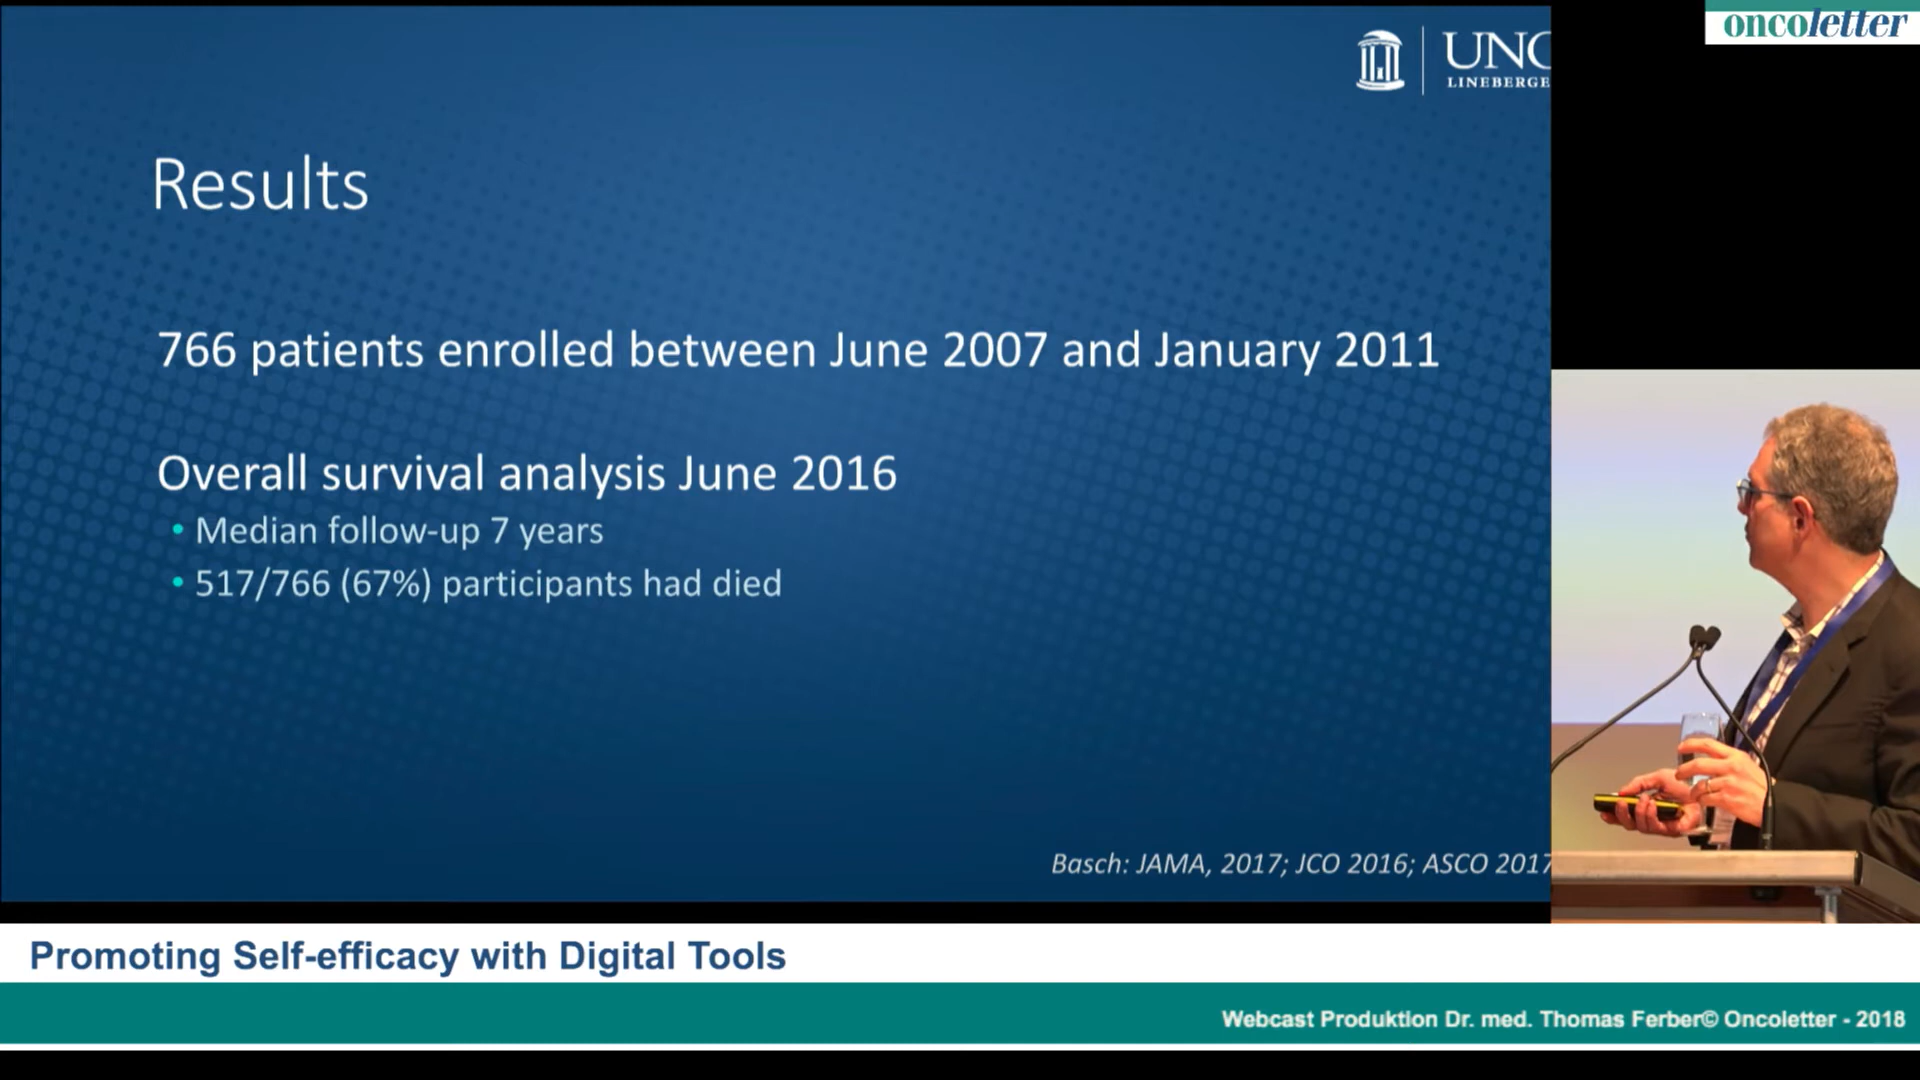 oncoletter
UNC
LINEBERGE
Results
766 patients enrolled between June 2007 and January 2011
Overall survival analysis June 2016
• Median follow-up 7 years
• 517/766 (67%) participants had died
Basch: JAMA, 2017; JCO 2016; ASCO 2017
Promoting Self-efficacy with Digital Tools
Webcast Produktion Dr. med. Thomas Ferber© Oncoletter - 2018